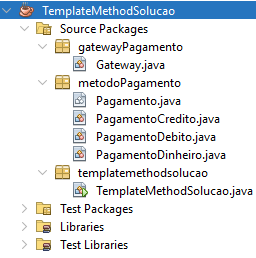 TemplateMethodSolucao
Source Packages
gatewayPagamento
Gateway.java
metodoPagamento
Pagamento.java
PagamentoCredito.java
PagamentoDebito.java
PagamentoDinheiro.java
templatemethodsolucao
TemplateMethodSolucao.java
Test Packages
Libraries
Test Libraries